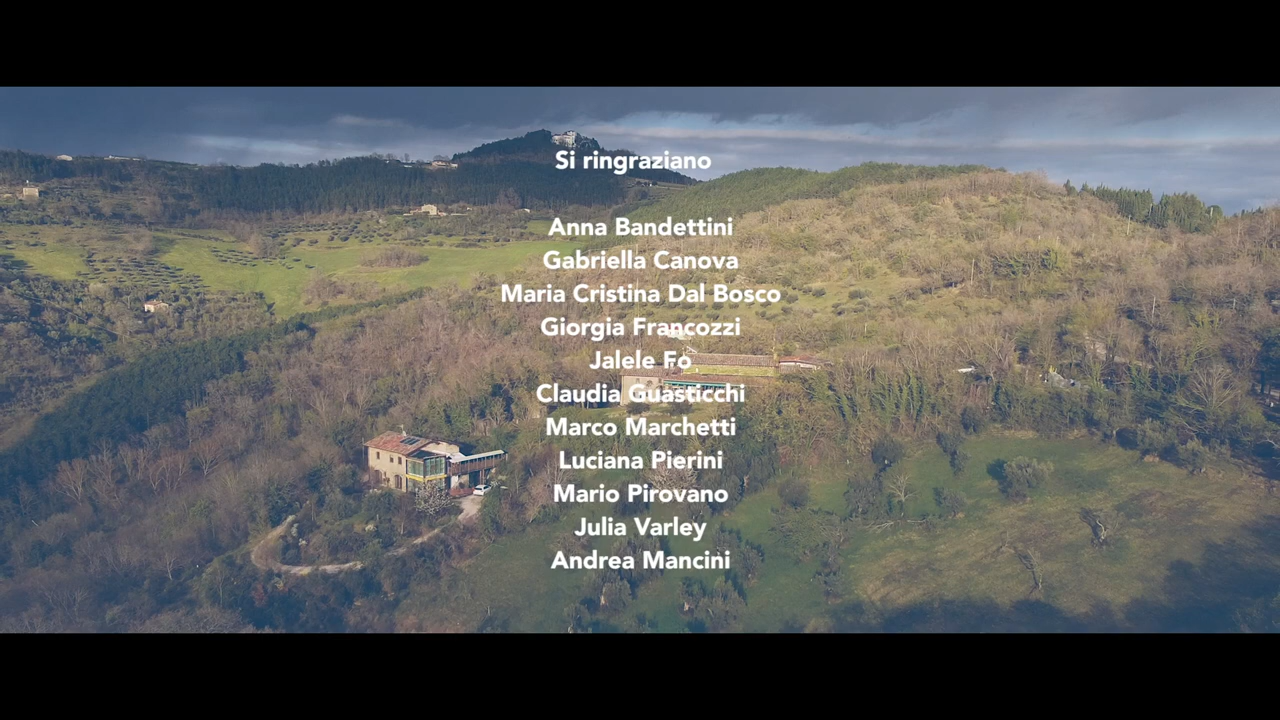 Si ringraziano
Anna Bandettini
Gabriella Canova
Maria Cristina Dal Bosco
Giorgia Francozzi
Jalele Fo
Claudia Guasticchi
Marco Marchetti
Luciana Pierini
Mario Pirovano
Julia Varley
Andrea Mancini